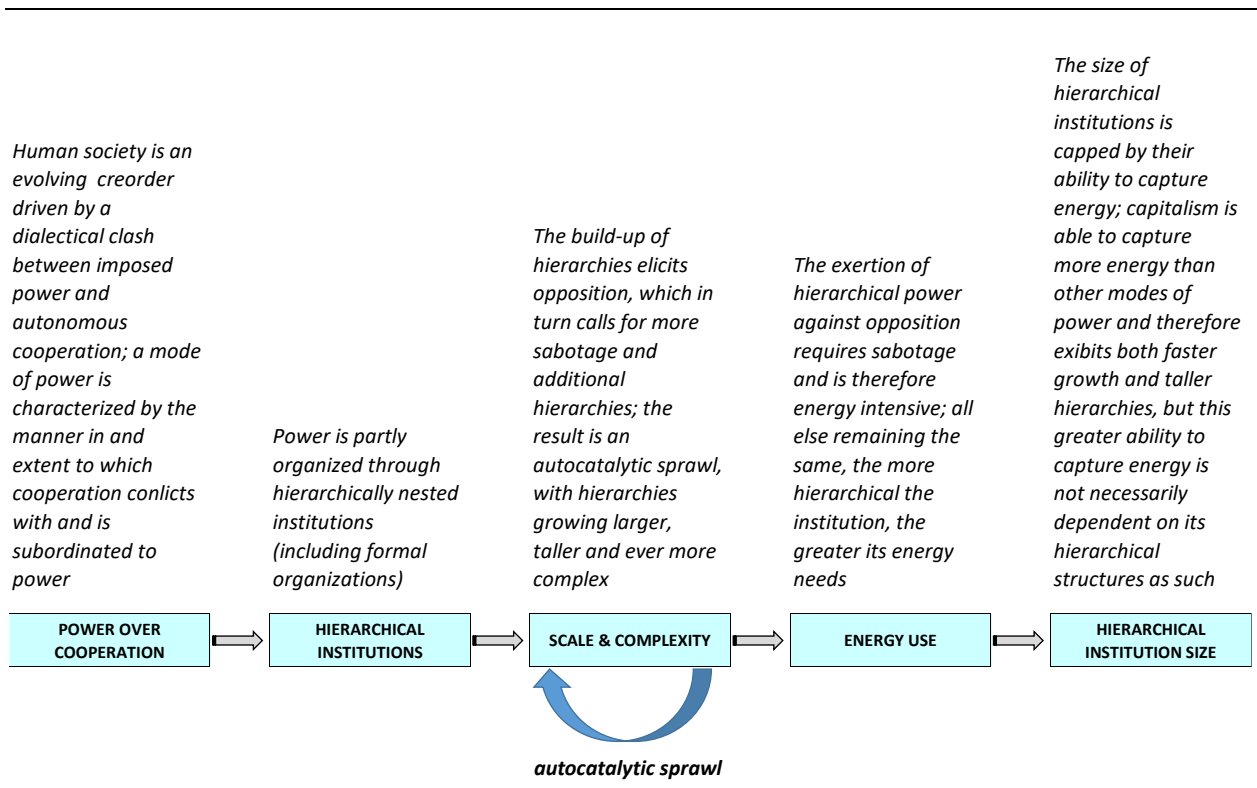 Human society is an
evolving creorder
driven by a
dialectical clash
between imposed
power and
autonomous
cooperation; a mode
of power is
characterized by the
manner in and
extent to which
cooperation conlicts
with and is
subordinated to
power
Power is partly
organized through
hierarchically nested
institutions
(including formal
organizations)
The build-up of
hierarchies elicits
opposition, which in
turn calls for more
sabotage and
additional
hierarchies; the
result is an
autocatalytic sprawl,
with hierarchies
growing larger,
taller and ever more
complex
The exertion of
hierarchical power
against opposition
requires sabotage
and is therefore
energy intensive; all
else remaining the
same, the more
hierarchical the
institution, the
greater its energy
needs
The size of
hierarchical
institutions is
capped by their
ability to capture
energy; capitalism is
able to capture
more energy than
other modes of
power and therefore
exibits both faster
growth and taller
hierarchies, but this
greater ability to
capture energy is
not necessarily
dependent on its
hierarchical
structures as such
POWER OVER
COOPERATION
HIERARCHICAL
INSTITUTIONS
SCALE & COMPLEXITY
ENERGY USE
HIERARCHICAL
INSTITUTION SIZE
autocatalytic sprawl